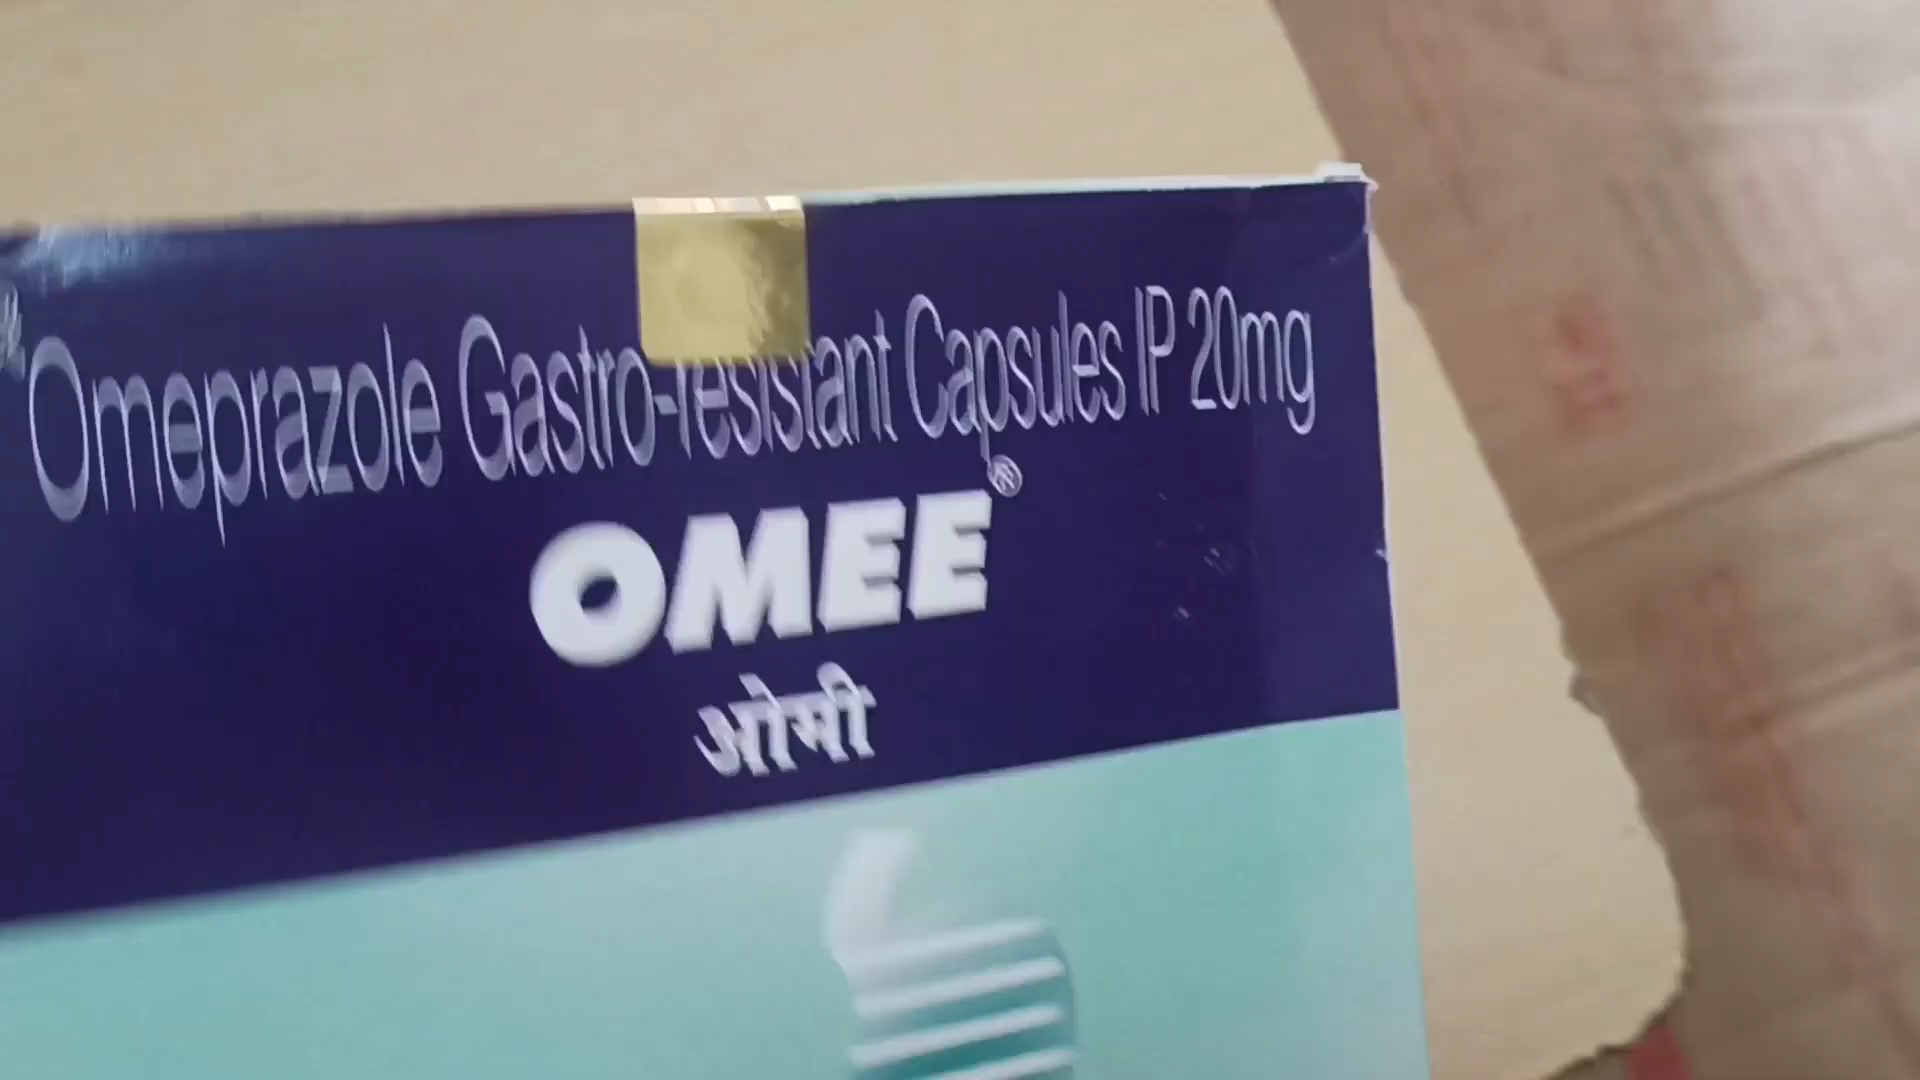 Omeprazole Gastro-resistant Capsules IP 20mg
OMEE®
ओमी